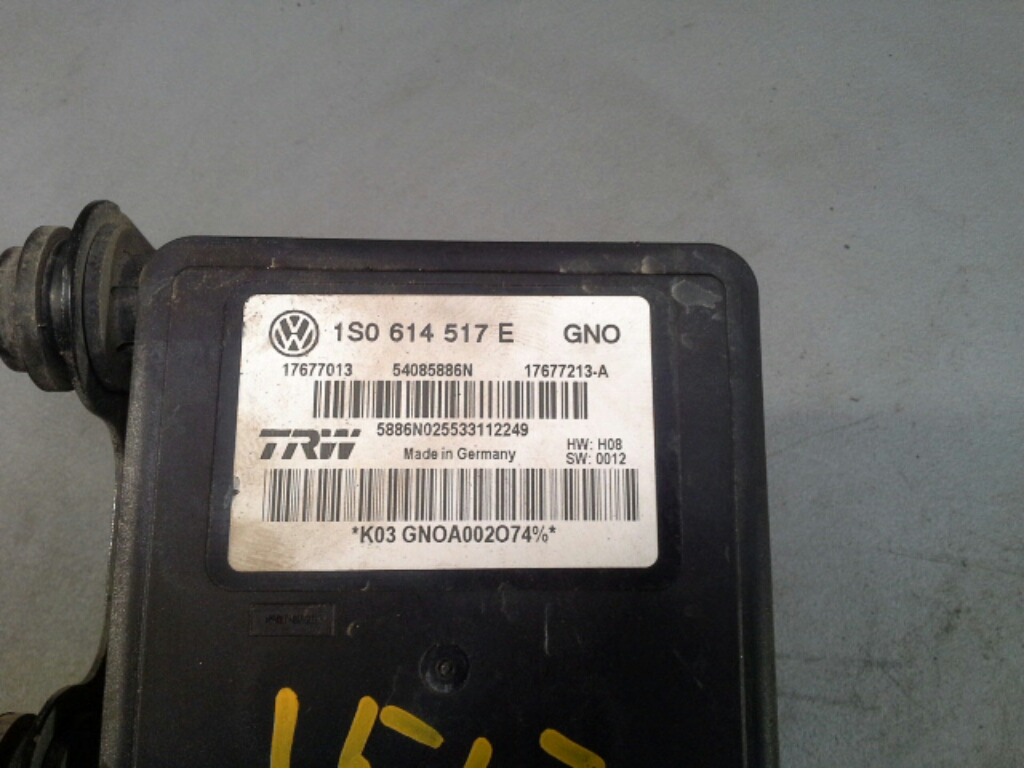 1S0 614 517 E GNO
17677013 54085886N 17677213-A
5886N025533112249
TRW Made in Germany HW: H08
SW: 0012
*K03 GNOA002O74%*